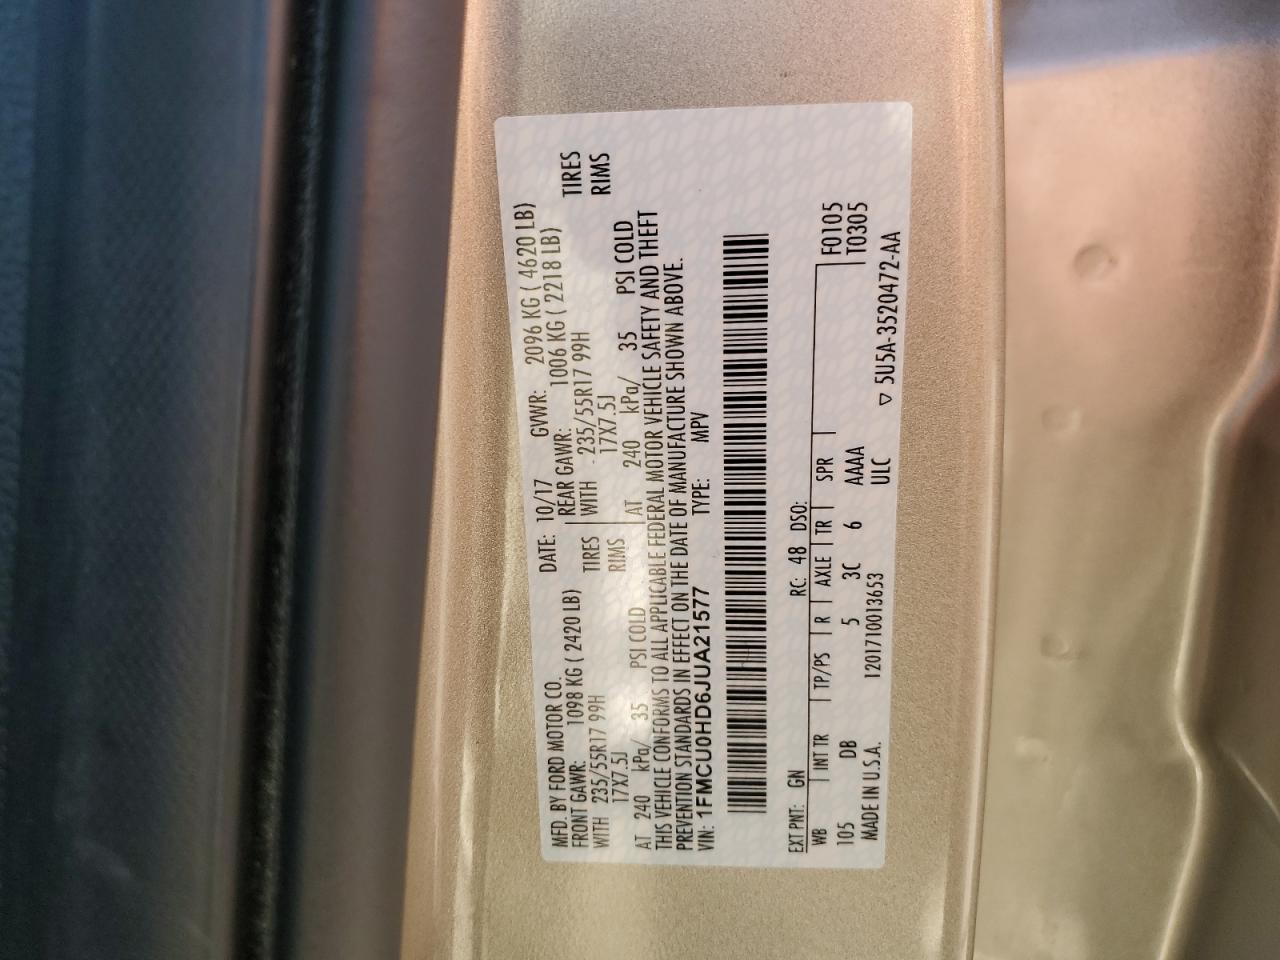 MFD. BY FORD MOTOR CO. DATE: 10/17 GVWR: 2096 KG ( 4620 LB)
FRONT GAWR: 1098 KG ( 2420 LB) REAR GAWR: 1006 KG ( 2218 LB)
WITH 235/55R17 99H TIRES WITH 235/55R17 99H TIRES
17X7.5J RIMS 17X7.5J RIMS
AT 240 kPa/ 35 PSI COLD AT 240 kPa/ 35 PSI COLD
THIS VEHICLE CONFORMS TO ALL APPLICABLE FEDERAL MOTOR VEHICLE SAFETY AND THEFT
PREVENTION STANDARDS IN EFFECT ON THE DATE OF MANUFACTURE SHOWN ABOVE.
VIN: 1FMCU0HD6JUA21577 TYPE: MPV
EXT PNT: GN RC: 48 DSO:
WB INT TR TP/PS R AXLE TR SPR F0105
105 DB 5 3C 6 AAAA T0305
MADE IN U.S.A. 1201710013653 ULC
▽ 5U5A-3520472-AA